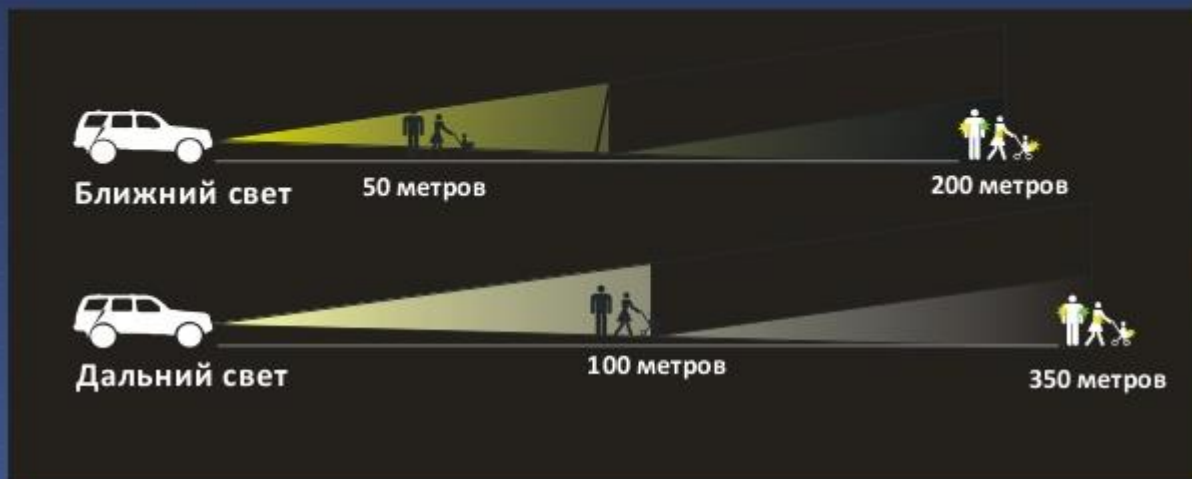 Ближний свет
50 метров
200 метров
Дальний свет
100 метров
350 метров